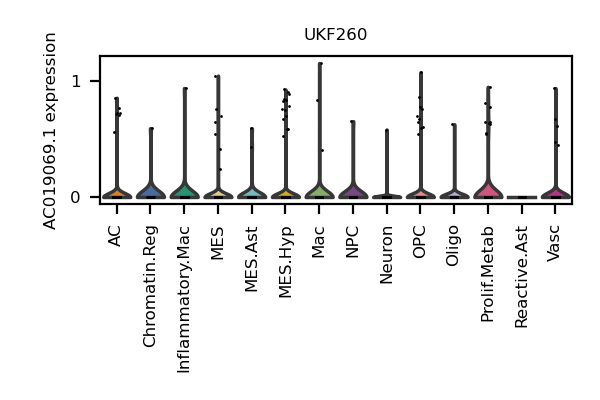 UKF260
AC019069.1 expression
1
0
AC
Chromatin.Reg
Inflammatory.Mac
MES
MES.Ast
MES.Hyp
Mac
NPC
Neuron
OPC
Oligo
Prolif.Metab
Reactive.Ast
Vasc